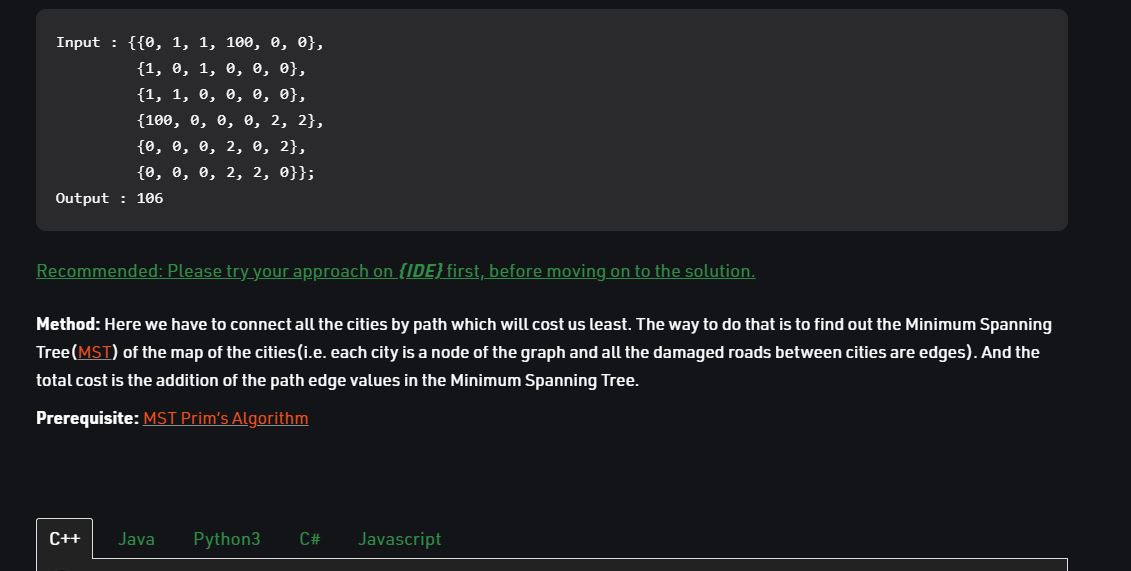 Input : {{0, 1, 1, 100, 0, 0},
{1, 0, 1, 0, 0, 0},
{1, 1, 0, 0, 0, 0},
{100, 0, 0, 0, 2, 2},
{0, 0, 0, 2, 0, 2},
{0, 0, 0, 2, 2, 0}};
Output : 106
Recommended: Please try your approach on {IDE} first, before moving on to the solution.
Method: Here we have to connect all the cities by path which will cost us least. The way to do that is to find out the Minimum Spanning
Tree(MST) of the map of the cities(i.e. each city is a node of the graph and all the damaged roads between cities are edges). And the
total cost is the addition of the path edge values in the Minimum Spanning Tree.
Prerequisite: MST Prim's Algorithm
C++ Java Python3 C# Javascript